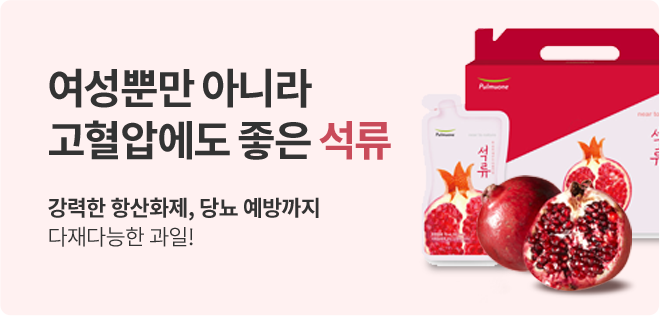 여성뿐만 아니라
고혈압에도 좋은 석류
강력한 항산화제, 당뇨 예방까지
다재다능한 과일!
Pulmuone
Pulmuone
석류
석류